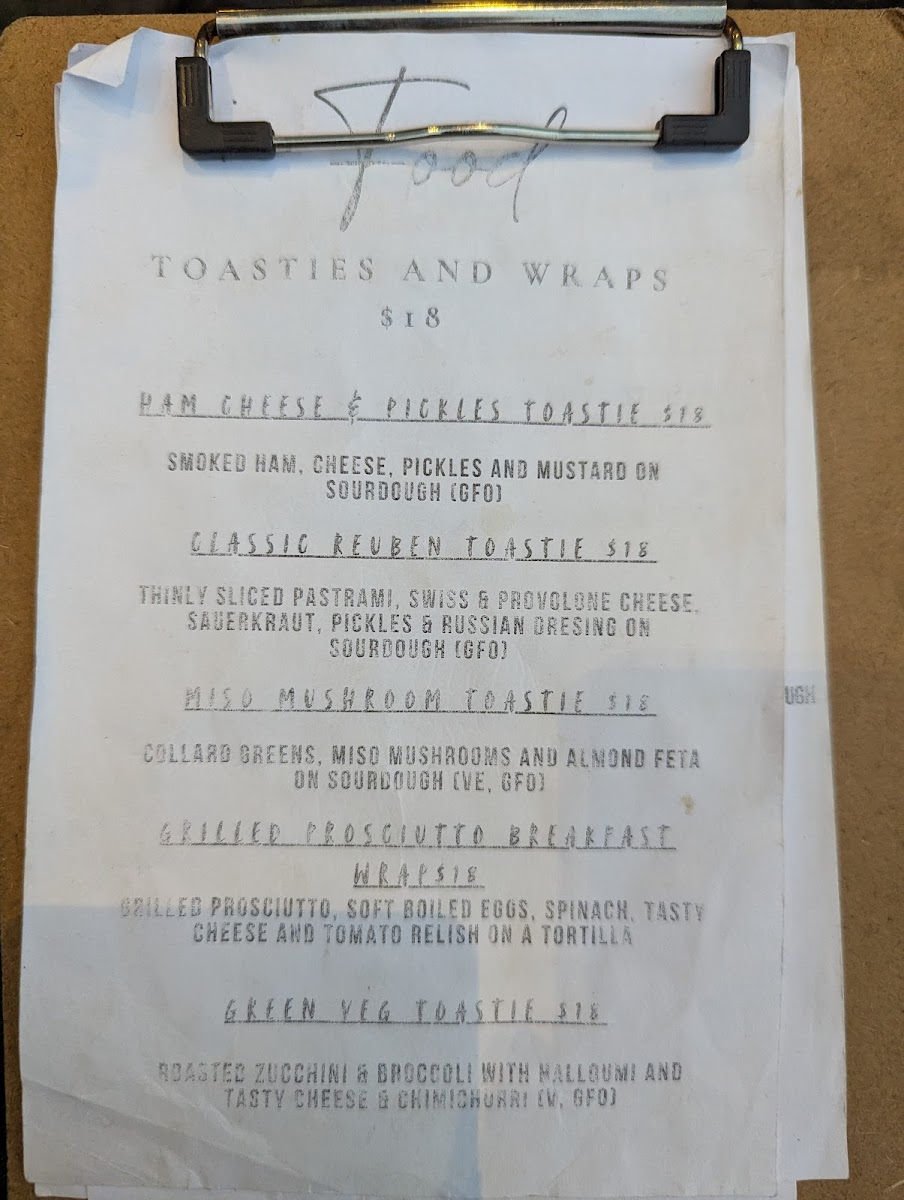 Food
TOASTIES AND WRAPS
$18
HAM CHEESE & PICKLES TOASTIE $18
SMOKED HAM, CHEESE, PICKLES AND MUSTARD ON
SOURDOUGH (GFO)
CLASSIC REUBEN TOASTIE $18
THINLY SLICED PASTRAMI, SWISS & PROVOLONE CHEESE,
SAUERKRAUT, PICKLES & RUSSIAN DRESING ON
SOURDOUGH (GFO)
MISO MUSHROOM TOASTIE $18
UGH
COLLARD GREENS, MISO MUSHROOMS AND ALMOND FETA
ON SOURDOUGH (VE, GFO)
GRILLED PROSCIUTTO BREAKFAST
WRAP$18
GRILLED PROSCIUTTO, SOFT BOILED EGGS, SPINACH, TASTY
CHEESE AND TOMATO RELISH ON A TORTILLA
GREEN VEG TOASTIE $18
ROASTED ZUCCHINI & BROCCOLI WITH HALLOUMI AND
TASTY CHEESE & CHIMICHURRI (V, GFO)